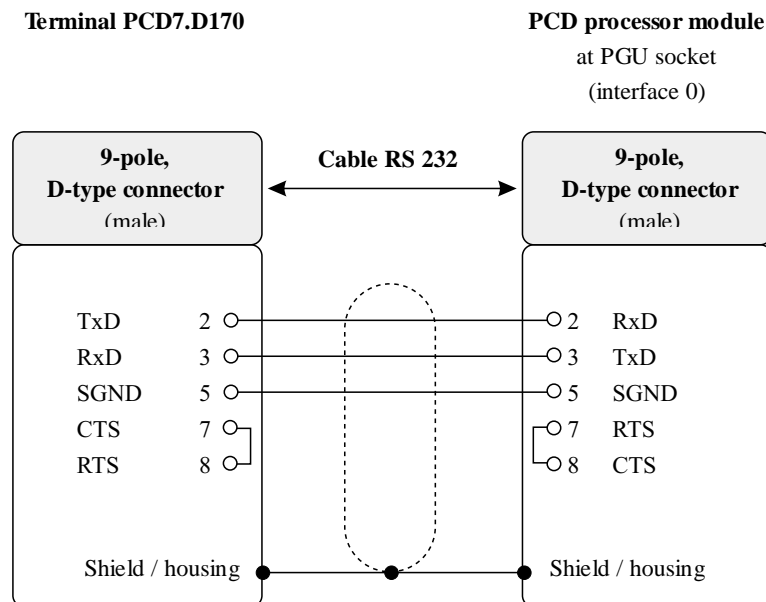 Terminal PCD7.D170
PCD processor module
at PGU socket
(interface 0)
9-pole,
D-type connector
(male)
Cable RS 232
9-pole,
D-type connector
(male)
TxD 2 2 RxD
RxD 3 3 TxD
SGND 5 5 SGND
CTS 7 7 RTS
RTS 8 8 CTS
Shield / housing Shield / housing